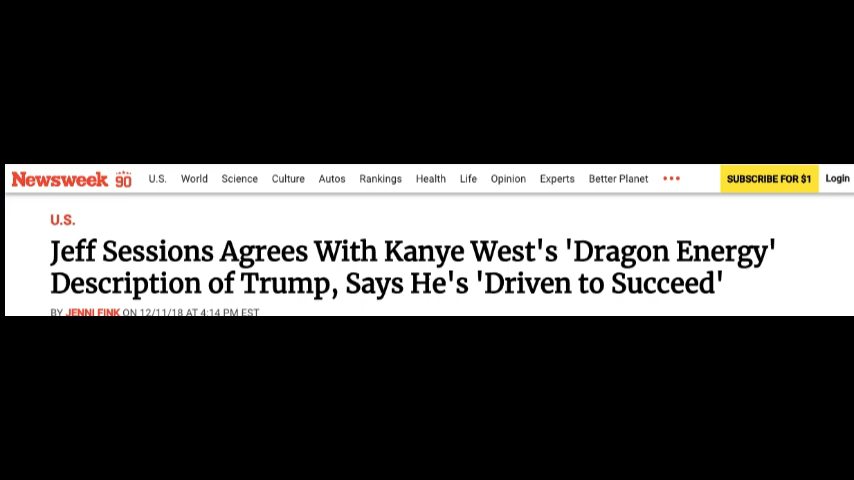 Newsweek 90 U.S. World Science Culture Autos Rankings Health Life Opinion Experts Better Planet ••• SUBSCRIBE FOR $1 Login
U.S.
Jeff Sessions Agrees With Kanye West's 'Dragon Energy'
Description of Trump, Says He's 'Driven to Succeed'
BY JENNI FINK ON 12/11/18 AT 4:14 PM EST